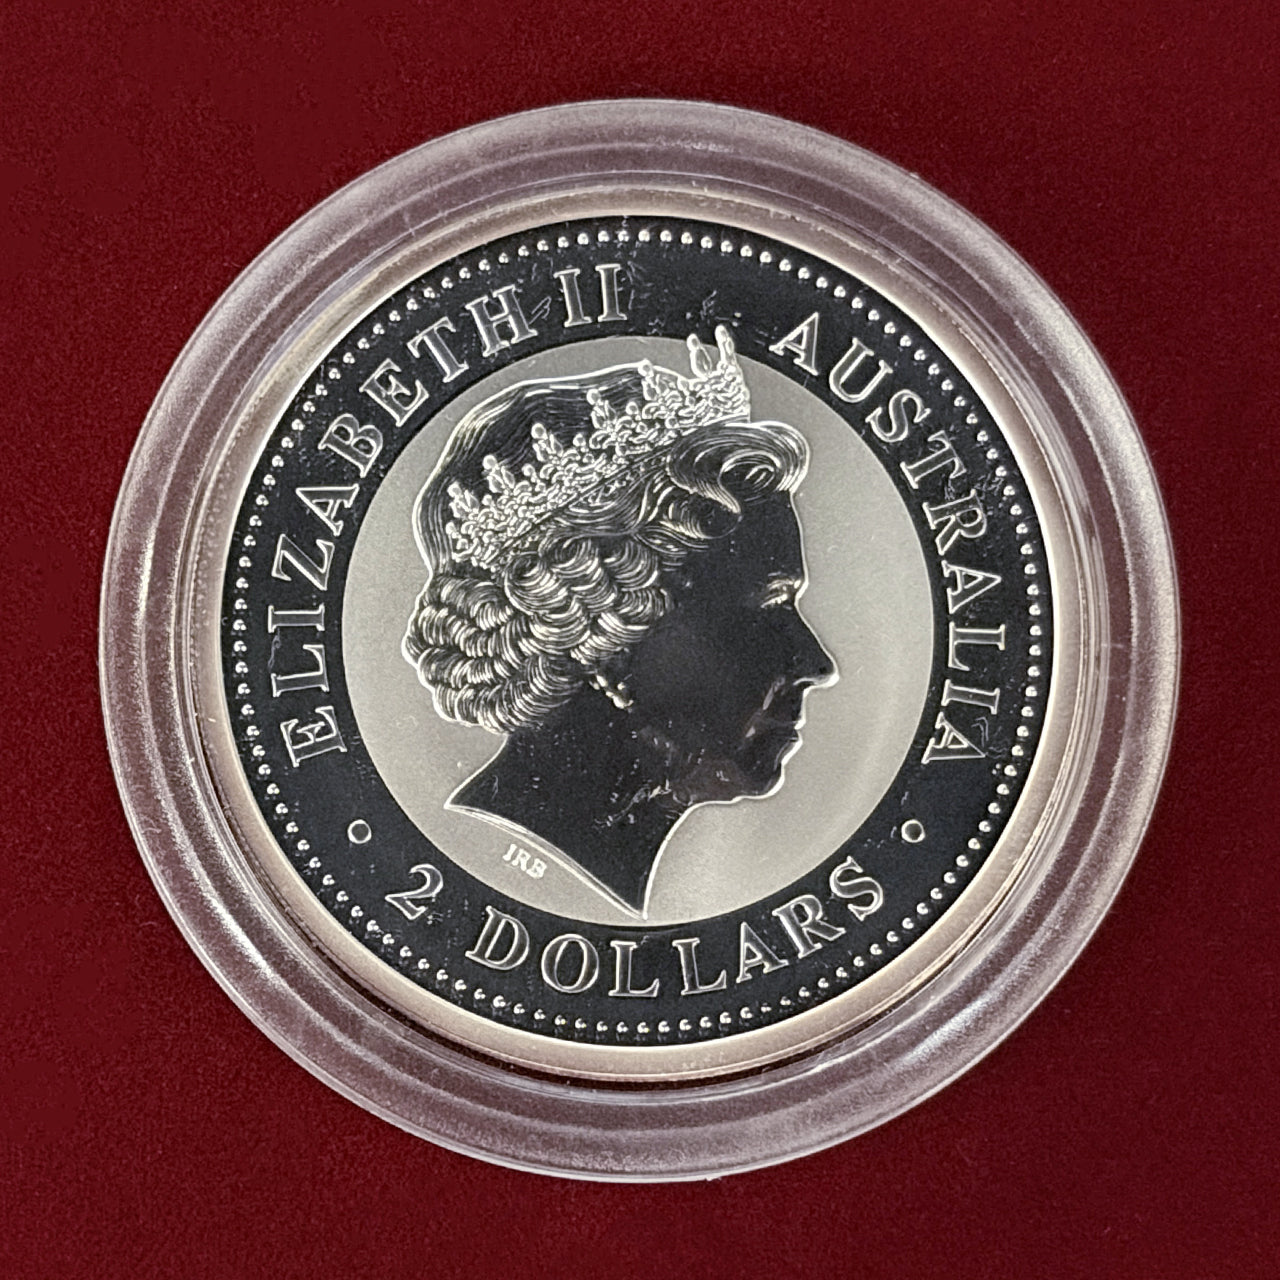 ELIZABETH II
AUSTRALIA
2 DOLLARS
IRB